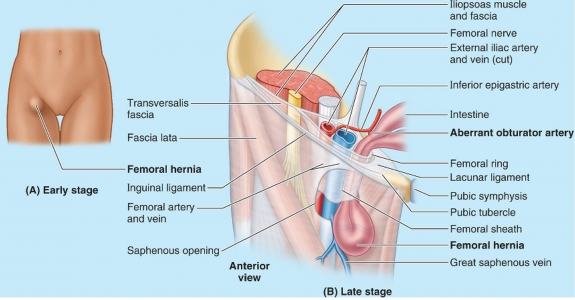 Iliopsoas muscle
and fascia
Femoral nerve
External iliac artery
and vein (cut)
Inferior epigastric artery
Intestine
Aberrant obturator artery
Femoral ring
Lacunar ligament
Pubic symphysis
Pubic tubercle
Femoral sheath
Femoral hernia
Great saphenous vein
Transversalis
fascia
Fascia lata
Femoral hernia
Inguinal ligament
Femoral artery
and vein
Saphenous opening
(A) Early stage
Anterior
view
(B) Late stage